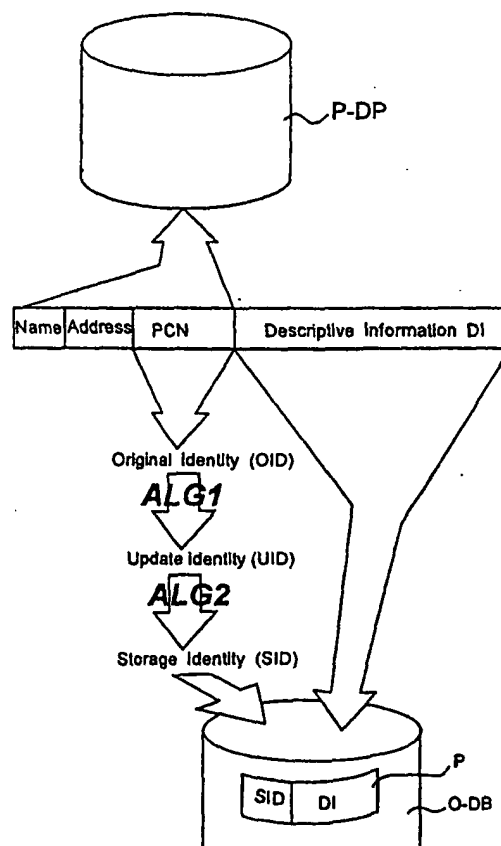 P-DP
Name Address PCN Descriptive Information DI
Original Identity (OID)
ALG1
Update Identity (UID)
ALG2
Storage Identity (SID)
P
SID DI
O-DB